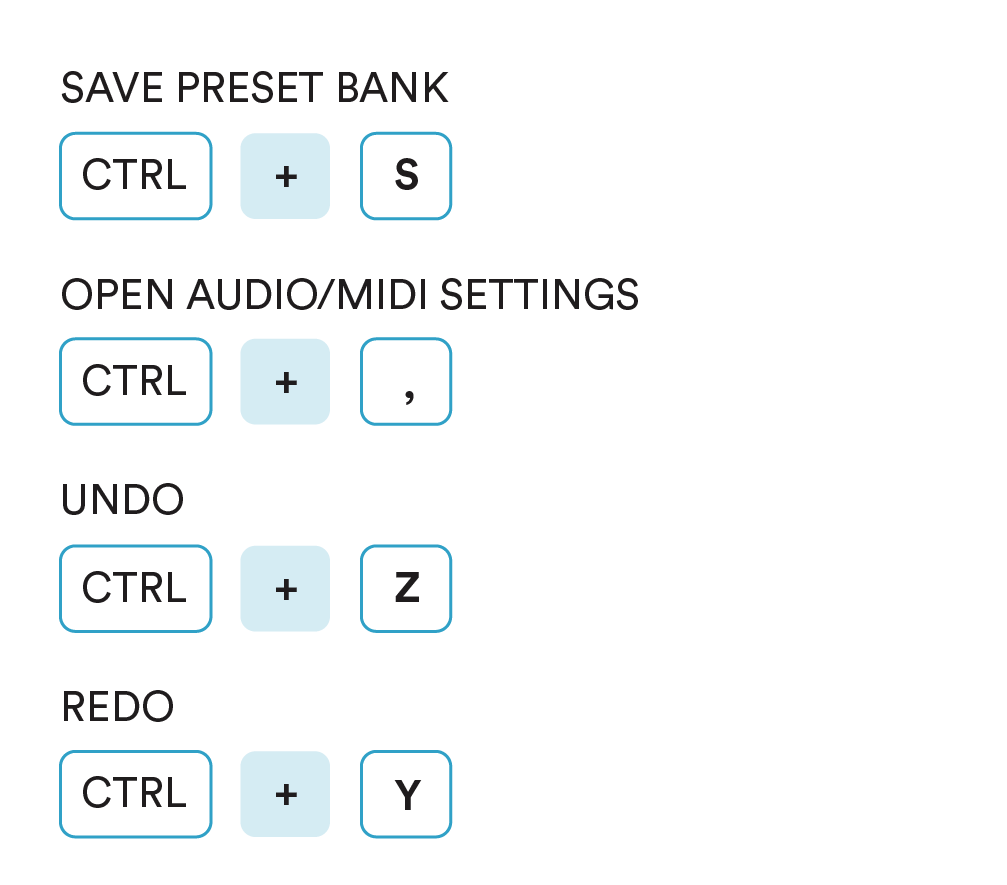 SAVE PRESET BANK
CTRL + S
OPEN AUDIO/MIDI SETTINGS
CTRL + ,
UNDO
CTRL + Z
REDO
CTRL + Y